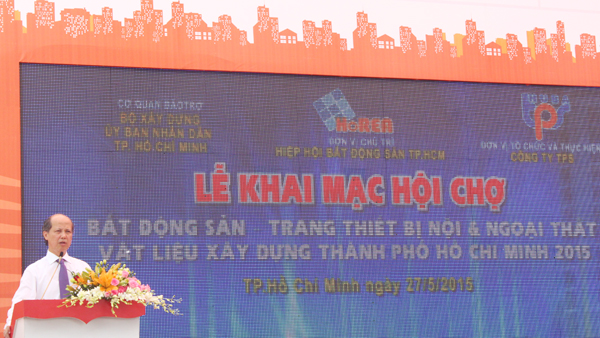 CƠ QUAN BẢO TRỢ
BỘ XÂY DỰNG
ỦY BAN NHÂN DÂN
TP. HỒ CHÍ MINH
HoREA
ĐƠN VỊ CHỦ TRÌ
HIỆP HỘI BẤT ĐỘNG SẢN TP.HCM
ĐƠN VỊ TỔ CHỨC VÀ THỰC HIỆN
CÔNG TY TPS
LỄ KHAI MẠC HỘI CHỢ
BẤT ĐỘNG SẢN TRANG THIẾT BỊ NỘI & NGOẠI THẤT
VẬT LIỆU XÂY DỰNG THÀNH PHỐ HỒ CHÍ MINH 2015
TP Hồ Chí Minh ngày 27/5/2015